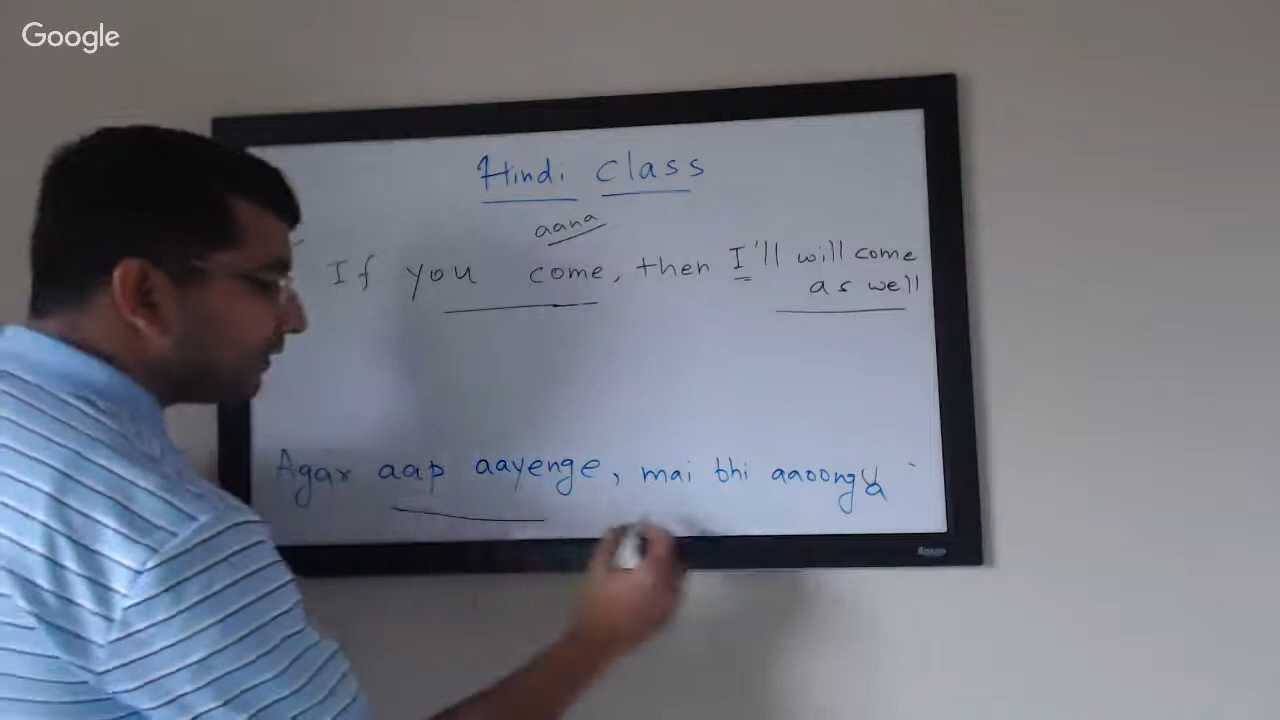 Google
Hindi Class
aana
If you come, then I'll will come
as well
Agar aap aayenge, mai bhi aaoonga